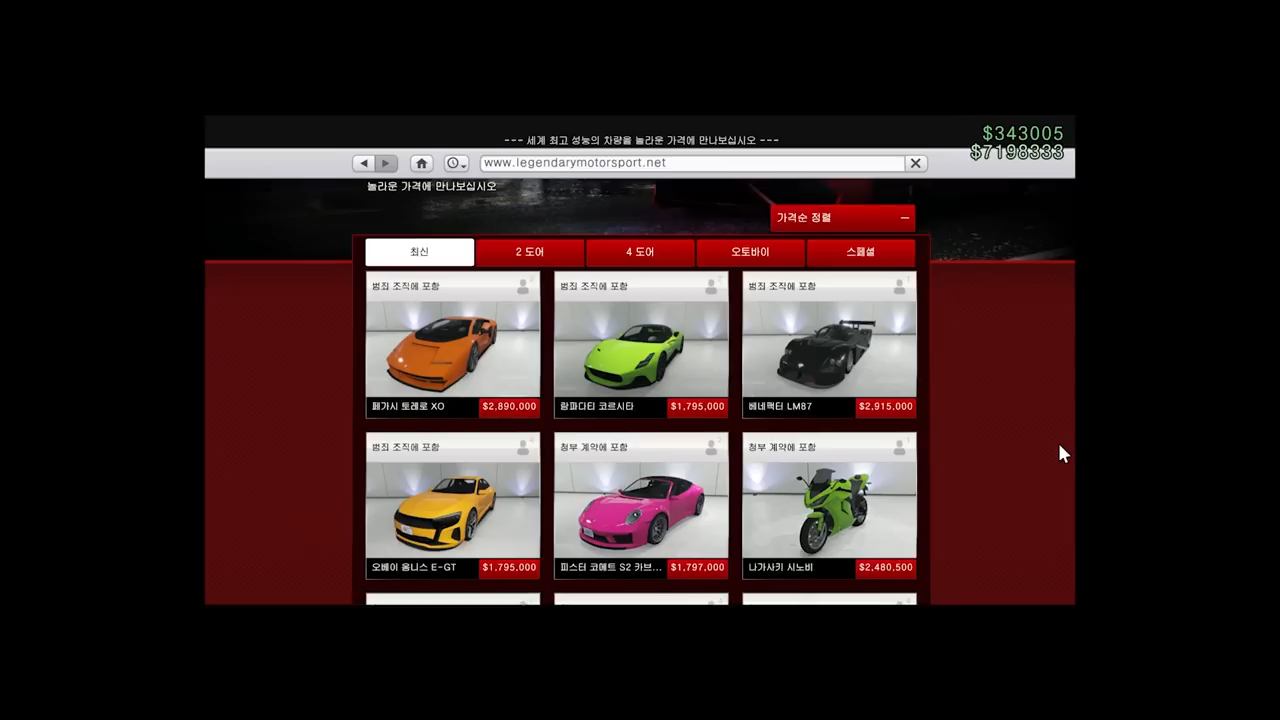 --- 세계 최고 성능의 차량을 놀라운 가격에 만나보십시오 ---
$343005
$7198333
www.legendarymotorsport.net
놀라운 가격에 만나보십시오
가격순 정렬
최신
2 도어
4 도어
오토바이
스페셜
범죄 조직에 포함
범죄 조직에 포함
범죄 조직에 포함
페가시 토레로 XO
$2,890,000
람파다티 코르시타
$1,795,000
베네팩터 LM87
$2,915,000
범죄 조직에 포함
4
청부 계약에 포함
2
청부 계약에 포함
1
오베이 옴니스 E-GT
$1,795,000
피스터 코메트 S2 카브...
$1,797,000
나가사키 시노비
$2,480,500